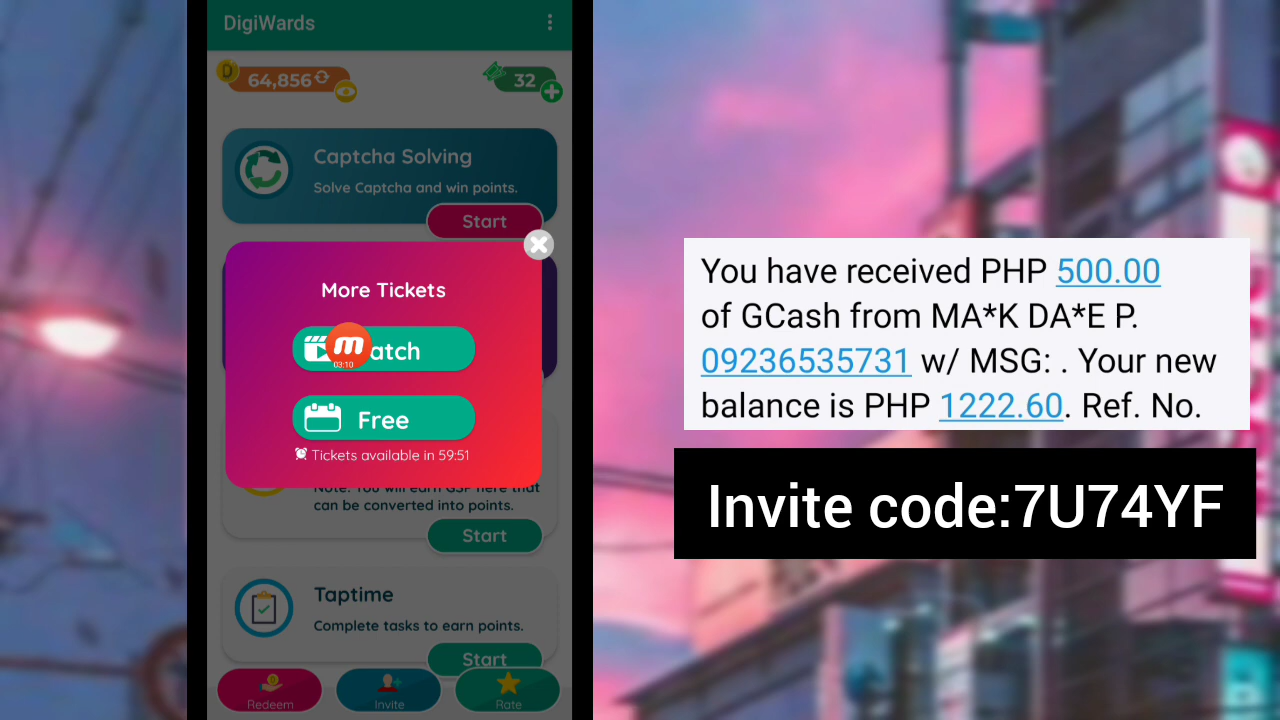 DigiWards
64,856
32
Captcha Solving
Solve Captcha and win points.
Start
More Tickets
atch
03:10
Free
Tickets available in 59:51
Note: You will earn GSP here that
can be converted into points.
Start
Taptime
Complete tasks to earn points.
Start
Redeem
Invite
Rate
You have received PHP 500.00
of GCash from MA*K DA*E P.
09236535731 w/ MSG: . Your new
balance is PHP 1222.60. Ref. No.
Invite code:7U74YF